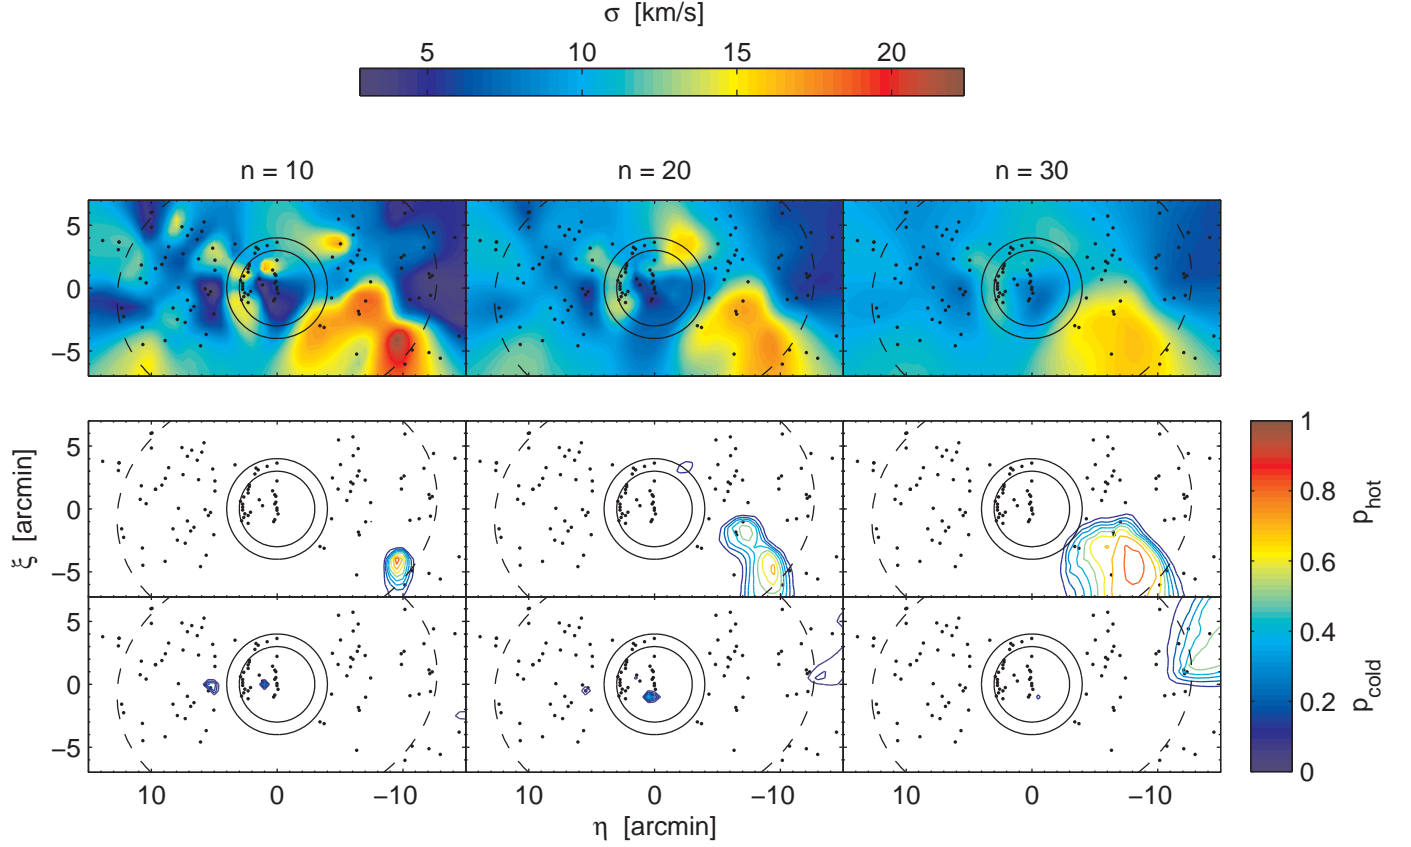 σ [km/s]
5 10 15 20
n = 10 n = 20 n = 30
5
0
−5
5
0
−5
5
0
−5
ξ [arcmin]
10 0 −10 10 0 −10 10 0 −10
η [arcmin]
1
0.8
0.6
0.4
0.2
0
p_hot
p_cold